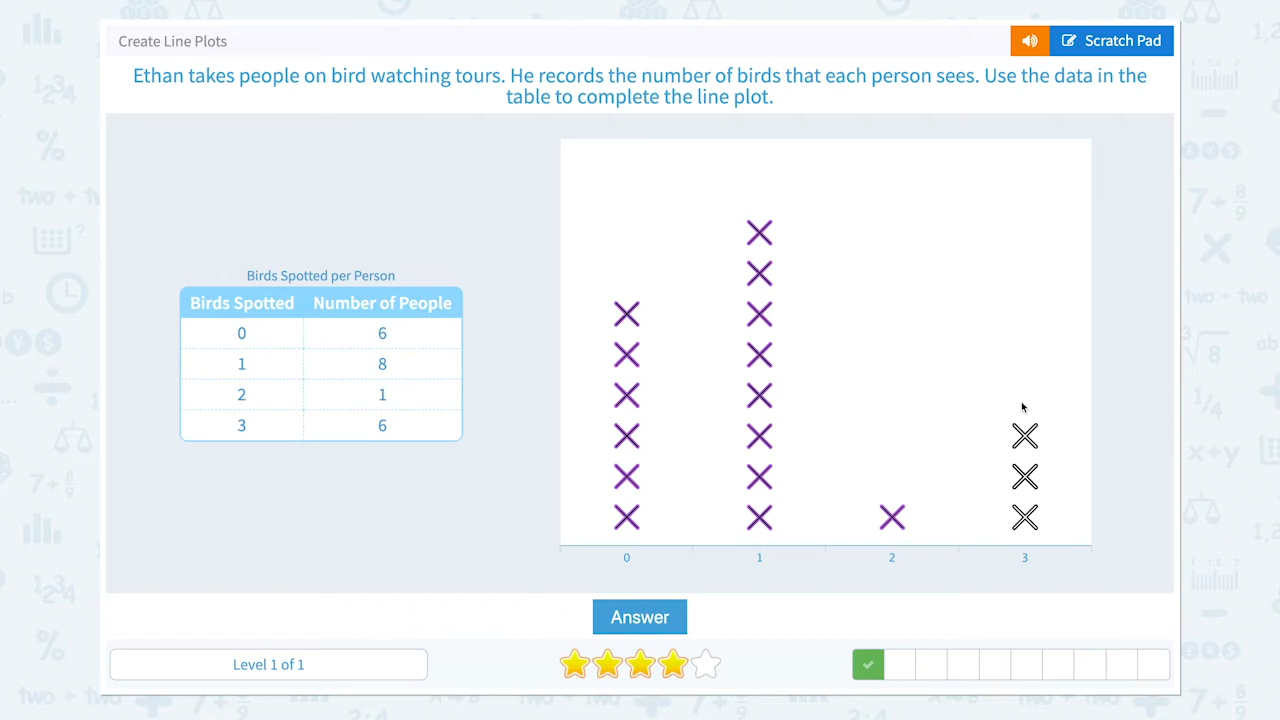 Create Line Plots
Scratch Pad
Ethan takes people on bird watching tours. He records the number of birds that each person sees. Use the data in the
table to complete the line plot.
Birds Spotted per Person
Birds Spotted Number of People
0 6
1 8
2 1
3 6
0 1 2 3
Answer
Level 1 of 1